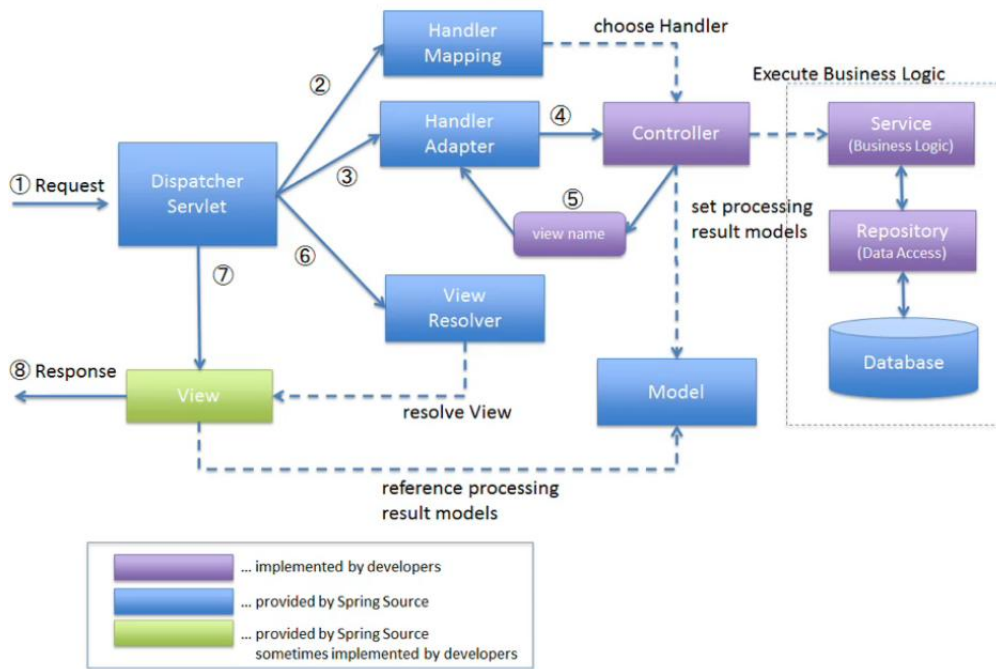 Handler
Mapping
choose Handler
②
Execute Business Logic
Handler
Adapter
④
Controller
Service
(Business Logic)
① Request
Dispatcher
Servlet
③
⑤
view name
set processing
result models
Repository
(Data Access)
⑥
⑦
View
Resolver
⑧ Response
View
resolve View
Model
Database
reference processing
result models
... implemented by developers
... provided by Spring Source
... provided by Spring Source
sometimes implemented by developers